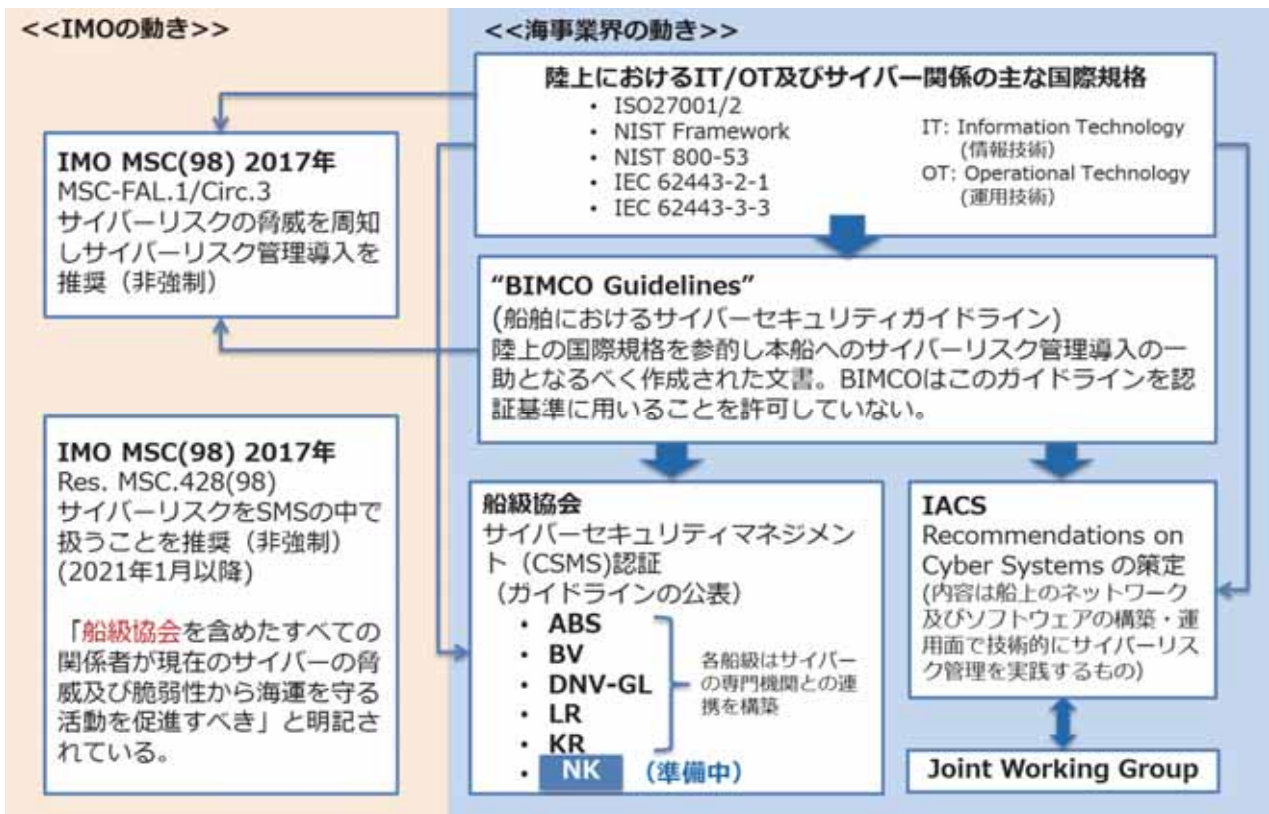 <<IMOの動き>>
IMO MSC(98) 2017年
MSC-FAL.1/Circ.3
サイバーリスクの脅威を周知
しサイバーリスク管理導入を
推奨（非強制）
IMO MSC(98) 2017年
Res. MSC.428(98)
サイバーリスクをSMSの中で
扱うことを推奨（非強制）
(2021年1月以降)
「船級協会を含めたすべての
関係者が現在のサイバーの脅
威及び脆弱性から海運を守る
活動を促進すべき」と明記さ
れている。
<<海事業界の動き>>
陸上におけるIT/OT及びサイバー関係の主な国際規格
・ ISO27001/2
・ NIST Framework
・ NIST 800-53
・ IEC 62443-2-1
・ IEC 62443-3-3
IT: Information Technology
(情報技術)
OT: Operational Technology
(運用技術)
“BIMCO Guidelines”
(船舶におけるサイバーセキュリティガイドライン)
陸上の国際規格を参酌し本船へのサイバーリスク管理導入の一
助となるべく作成された文書。BIMCOはこのガイドラインを認
証基準に用いることを許可していない。
船級協会
サイバーセキュリティマネジメン
ト（CSMS)認証
（ガイドラインの公表）
・ ABS
・ BV
・ DNV-GL
・ LR
・ KR
・ NK （準備中）
各船級はサイバー
の専門機関との連
携を構築
IACS
Recommendations on
Cyber Systems の策定
(内容は船上のネットワーク
及びソフトウェアの構築・運
用面で技術的にサイバーリス
ク管理を実践するもの)
Joint Working Group